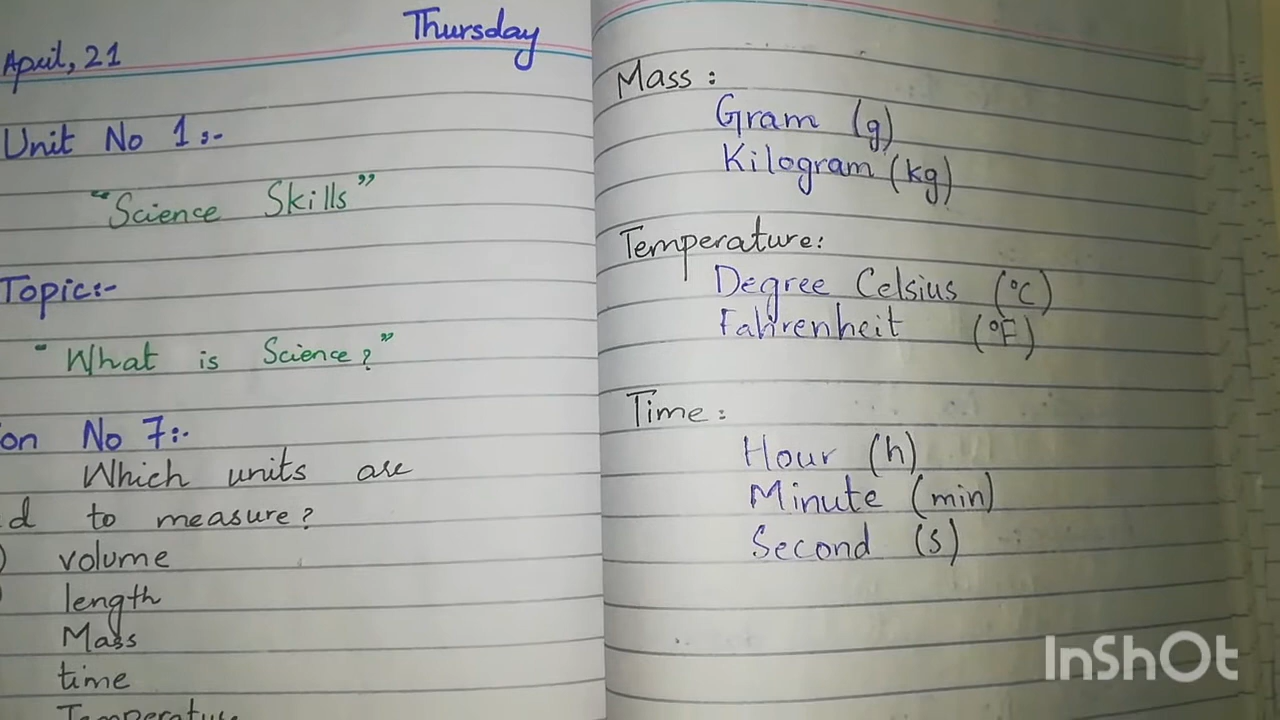 Thursday
April, 21
Unit No 1:-
"Science Skills"
Topic:-
"What is Science?"
on No 7:-
Which units are
d to measure?
) volume
) length
Mass
time
Temperature
Mass :
Gram (g)
Kilogram (kg)
Temperature:
Degree Celsius (°C)
Fahrenheit (°F)
Time :
Hour (h)
Minute (min)
Second (s)
InShOt